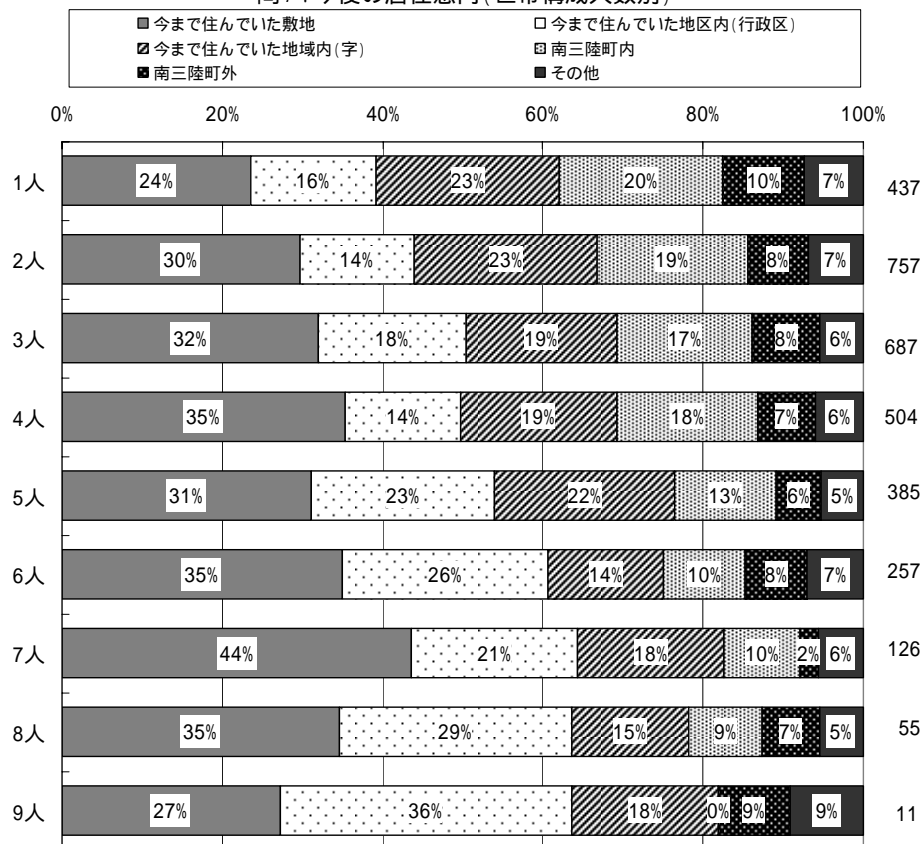 ■今まで住んでいた敷地 □今まで住んでいた地区内(行政区)
今まで住んでいた地域内(字) 南三陸町内
南三陸町外 ■その他
0% 20% 40% 60% 80% 100%
1人 24% 16% 23% 20% 10% 7% 437
2人 30% 14% 23% 19% 8% 7% 757
3人 32% 18% 19% 17% 8% 6% 687
4人 35% 14% 19% 18% 7% 6% 504
5人 31% 23% 22% 13% 6% 5% 385
6人 35% 26% 14% 10% 8% 7% 257
7人 44% 21% 18% 10% 2% 6% 126
8人 35% 29% 15% 9% 7% 5% 55
9人 27% 36% 18% 0% 9% 9% 11